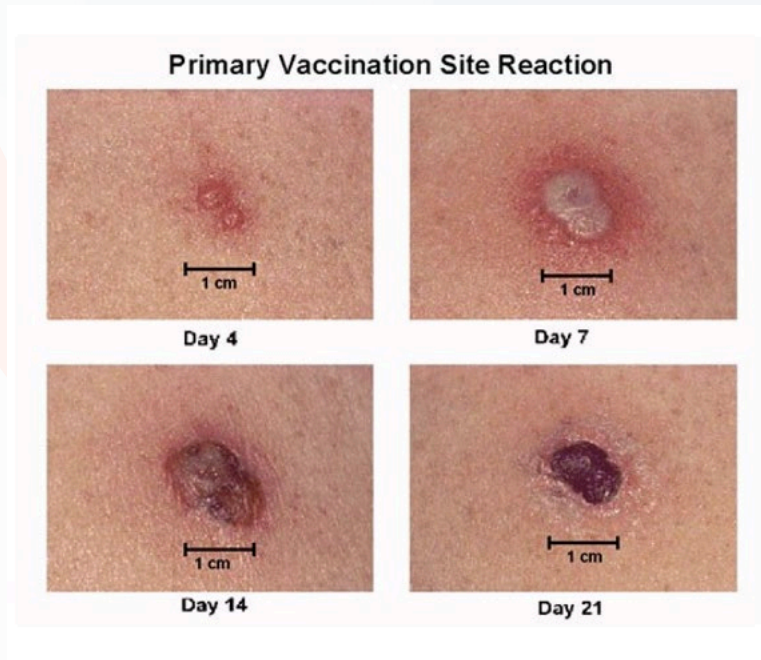 Primary Vaccination Site Reaction
1 cm
1 cm
Day 4
Day 7
1 cm
1 cm
Day 14
Day 21